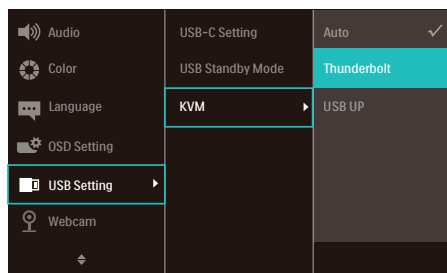 Audio
Color
Language
OSD Setting
USB Setting
Webcam
USB-C Setting
USB Standby Mode
KVM
Auto
Thunderbolt
USB UP